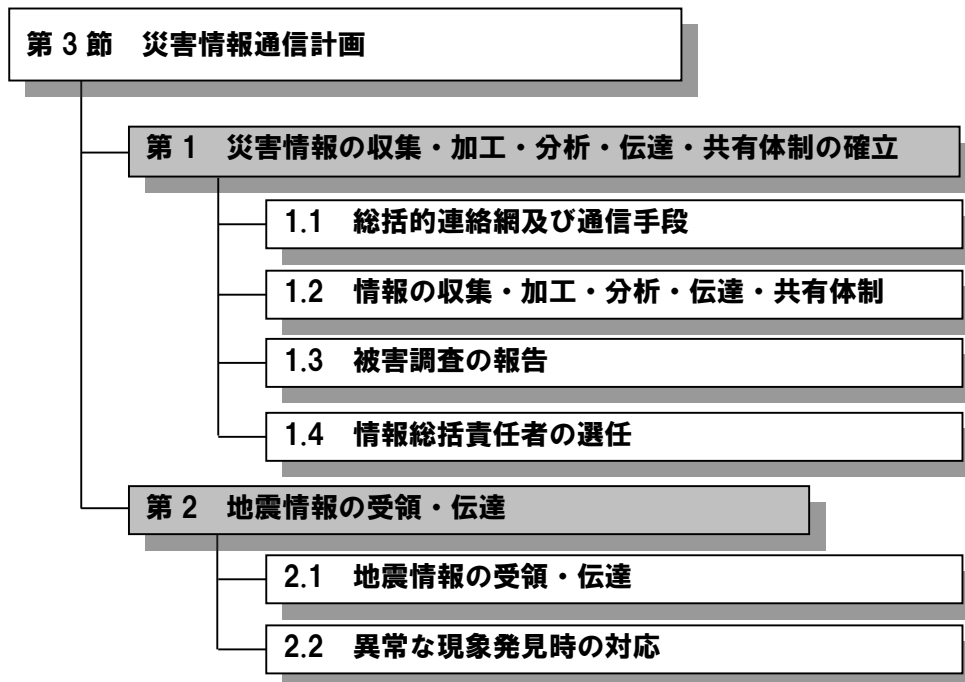 第３節　災害情報通信計画
第１　災害情報の収集・加工・分析・伝達・共有体制の確立
1.1　総括的連絡網及び通信手段
1.2　情報の収集・加工・分析・伝達・共有体制
1.3　被害調査の報告
1.4　情報総括責任者の選任
第２　地震情報の受領・伝達
2.1　地震情報の受領・伝達
2.2　異常な現象発見時の対応